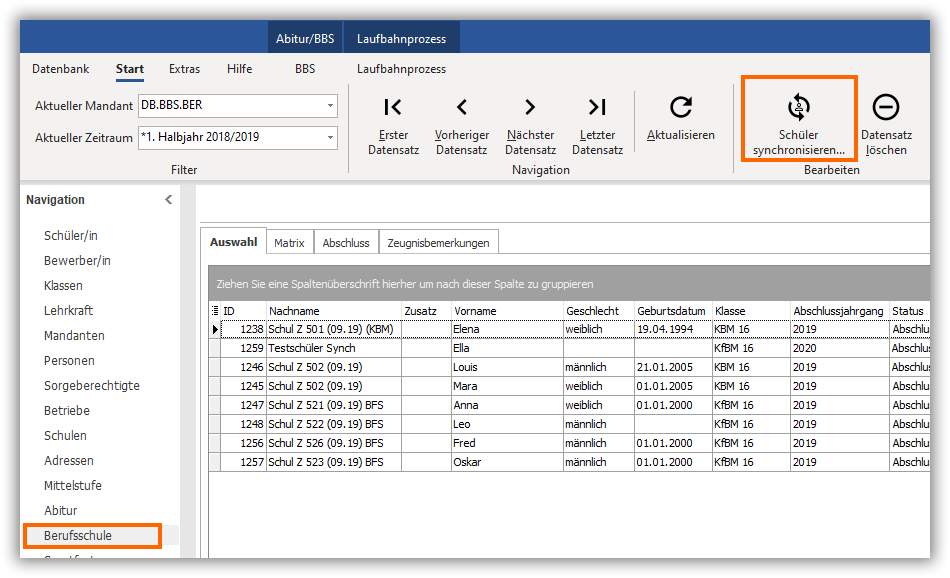 Abitur/BBS Laufbahnprozess
Datenbank Start Extras Hilfe BBS Laufbahnprozess
Aktueller Mandant DB.BBS.BER
Aktueller Zeitraum *1. Halbjahr 2018/2019
Filter
Erster Datensatz
Vorheriger Datensatz
Nächster Datensatz
Letzter Datensatz
Navigation
Aktualisieren
Schüler synchronisieren...
Datensatz löschen
Bearbeiten
Navigation
Schüler/in
Bewerber/in
Klassen
Lehrkraft
Mandanten
Personen
Sorgeberechtigte
Betriebe
Schulen
Adressen
Mittelstufe
Abitur
Berufsschule
Auswahl Matrix Abschluss Zeugnisbemerkungen
Ziehen Sie eine Spaltenüberschrift hierher um nach dieser Spalte zu gruppieren
ID Nachname Zusatz Vorname Geschlecht Geburtsdatum Klasse Abschlussjahrgang Status
1238 Schul Z 501 (09.19) (KBM) Elena weiblich 19.04.1994 KBM 16 2019 Abschlu
1259 Testschüler Synch Ella KfBM 16 2020 Abschlus
1246 Schul Z 502 (09.19) Louis männlich 21.01.2005 KBM 16 2019 Abschlu
1245 Schul Z 502 (09.19) Mara weiblich 01.01.2005 KBM 16 2019 Abschlu
1247 Schul Z 521 (09.19) BFS Anna weiblich 01.01.2000 KfBM 16 2019 Abschlu
1248 Schul Z 522 (09.19) BFS Leo männlich KfBM 16 2019 Abschlu
1256 Schul Z 526 (09.19) BFS Fred männlich 01.01.2000 KfBM 16 2019 Abschlu
1257 Schul Z 523 (09.19) BFS Oskar männlich 01.01.2000 KfBM 16 2019 Abschlu